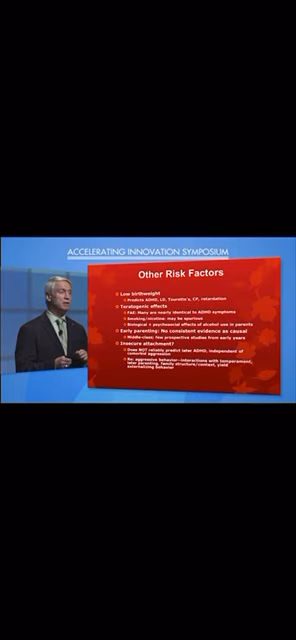 ACCELERATING INNOVATION SYMPOSIUM
Other Risk Factors
Low birthweight
Predicts ADHD, LD, Tourette's, CP, retardation
Teratogenic effects
FAE: Many are nearly identical to ADHD symptoms
Smoking/nicotine: may be spurious
Biological + psychosocial effects of alcohol use in parents
Early parenting: No consistent evidence as causal
Middle-class: few prospective studies from early years
Insecure attachment?
Does NOT reliably predict later ADHD, independent of
comorbid aggression
Re: aggressive behavior--interactions with temperament,
later parenting, family structure/context, yield
externalizing behavior